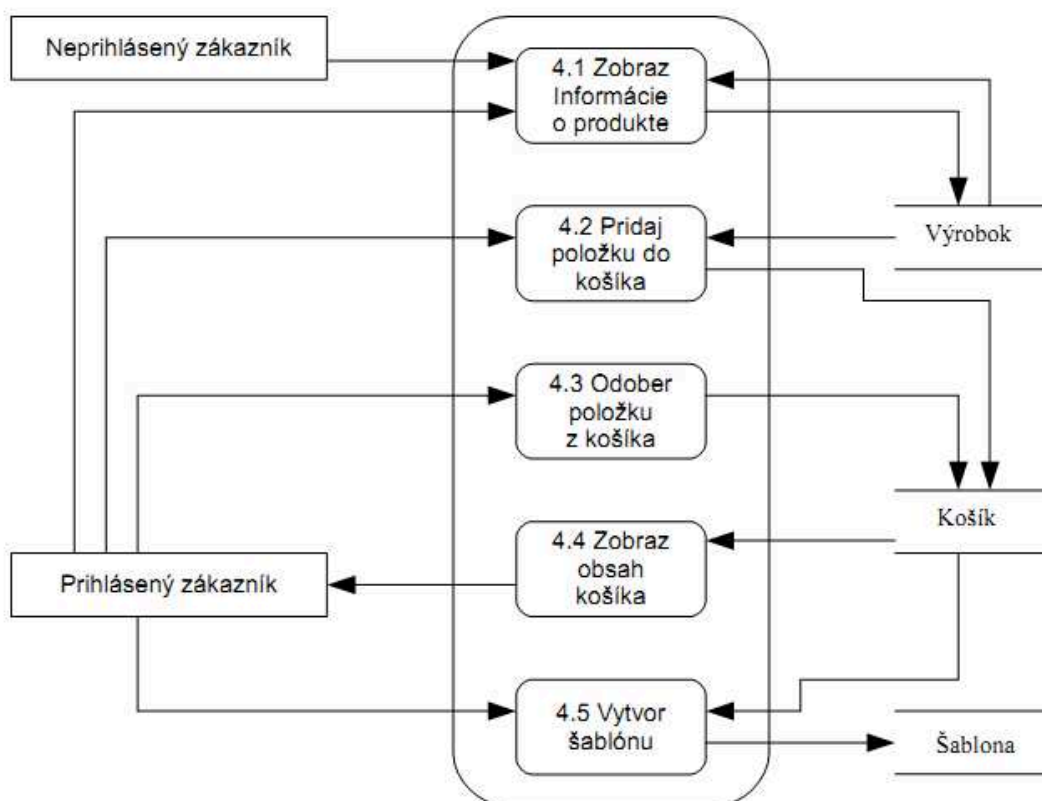 Neprihlásený zákazník
4.1 Zobraz
Informácie
o produkte
4.2 Pridaj
položku do
košíka
Výrobok
4.3 Odober
položku
z košíka
Košík
4.4 Zobraz
obsah
košíka
Prihlásený zákazník
4.5 Vytvor
šablónu
Šablona